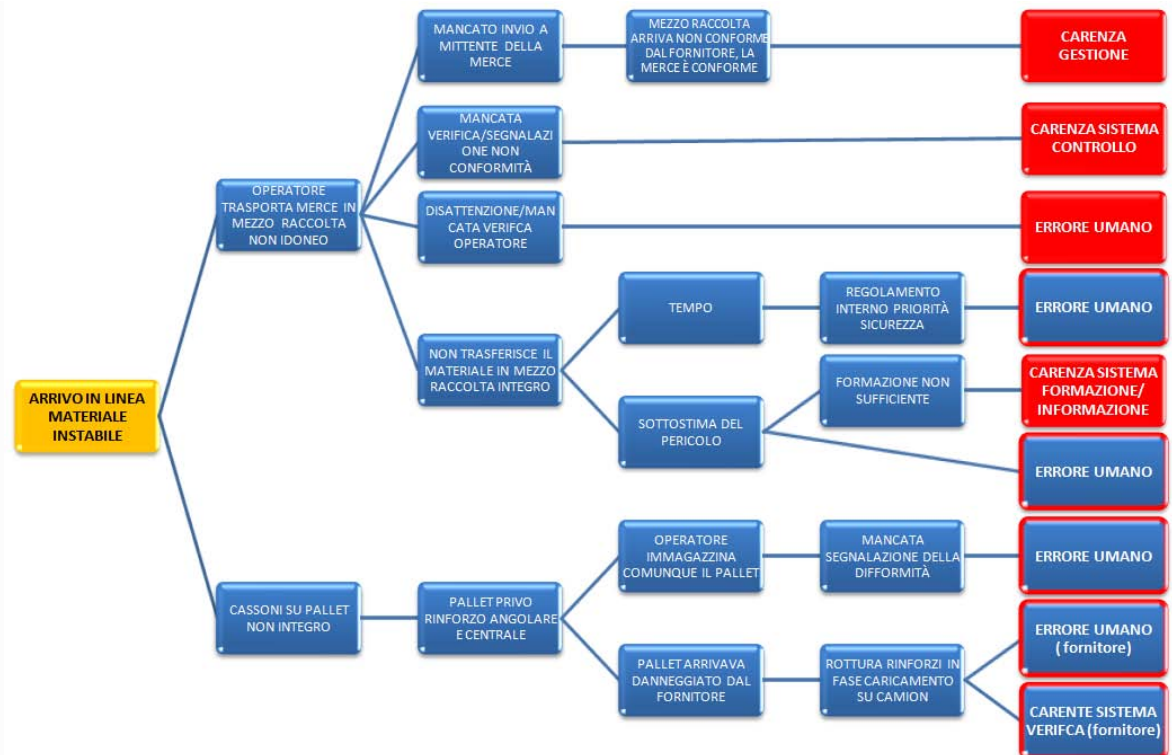 MANCATO INVIO A
MITTENTE DELLA
MERCE
MEZZO RACCOLTA
ARRIVA NON CONFORME
DAL FORNITORE, LA
MERCE È CONFORME
CARENZA
GESTIONE
MANCATA
VERIFICA/SEGNALAZI
ONE NON
CONFORMITÀ
CARENZA SISTEMA
CONTROLLO
OPERATORE
TRASPORTA MERCE IN
MEZZO RACCOLTA
NON IDONEO
DISATTENZIONE/MAN
CATA VERIFCA
OPERATORE
ERRORE UMANO
TEMPO
REGOLAMENTO
INTERNO PRIORITÀ
SICUREZZA
ERRORE UMANO
NON TRASFERISCE IL
MATERIALE IN MEZZO
RACCOLTA INTEGRO
FORMAZIONE NON
SUFFICIENTE
CARENZA SISTEMA
FORMAZIONE/
INFORMAZIONE
ARRIVO IN LINEA
MATERIALE
INSTABILE
SOTTOSTIMA DEL
PERICOLO
ERRORE UMANO
OPERATORE
IMMAGAZZINA
COMUNQUE IL PALLET
MANCATA
SEGNALAZIONE DELLA
DIFFORMITÀ
ERRORE UMANO
CASSONI SU PALLET
NON INTEGRO
PALLET PRIVO
RINFORZO ANGOLARE
E CENTRALE
ERRORE UMANO
( fornitore)
PALLET ARRIVAVA
DANNEGGIATO DAL
FORNITORE
ROTTURA RINFORZI IN
FASE CARICAMENTO
SU CAMION
CARENTE SISTEMA
VERIFCA (fornitore)